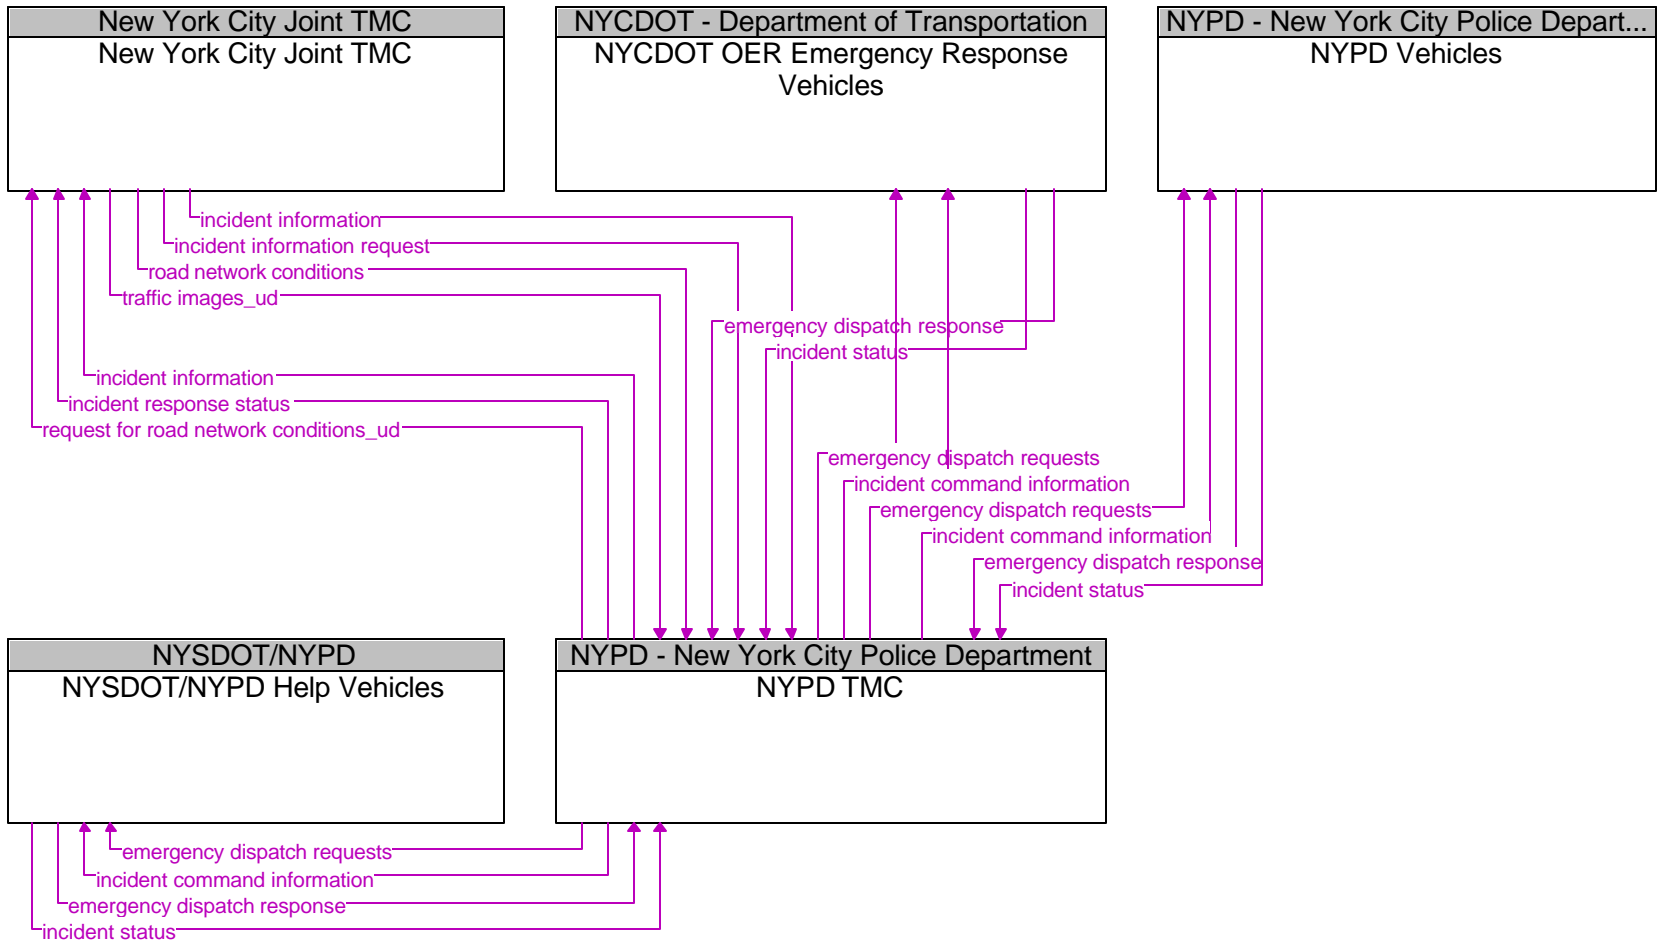 New York City Joint TMC
New York City Joint TMC
NYCDOT - Department of Transportation
NYCDOT OER Emergency Response
Vehicles
NYPD - New York City Police Depart...
NYPD Vehicles
incident information
incident information request
road network conditions
traffic images_ud
emergency dispatch response
incident status
incident information
incident response status
request for road network conditions_ud
emergency dispatch requests
incident command information
emergency dispatch requests
incident command information
emergency dispatch response
incident status
NYSDOT/NYPD
NYSDOT/NYPD Help Vehicles
NYPD - New York City Police Department
NYPD TMC
emergency dispatch requests
incident command information
emergency dispatch response
incident status